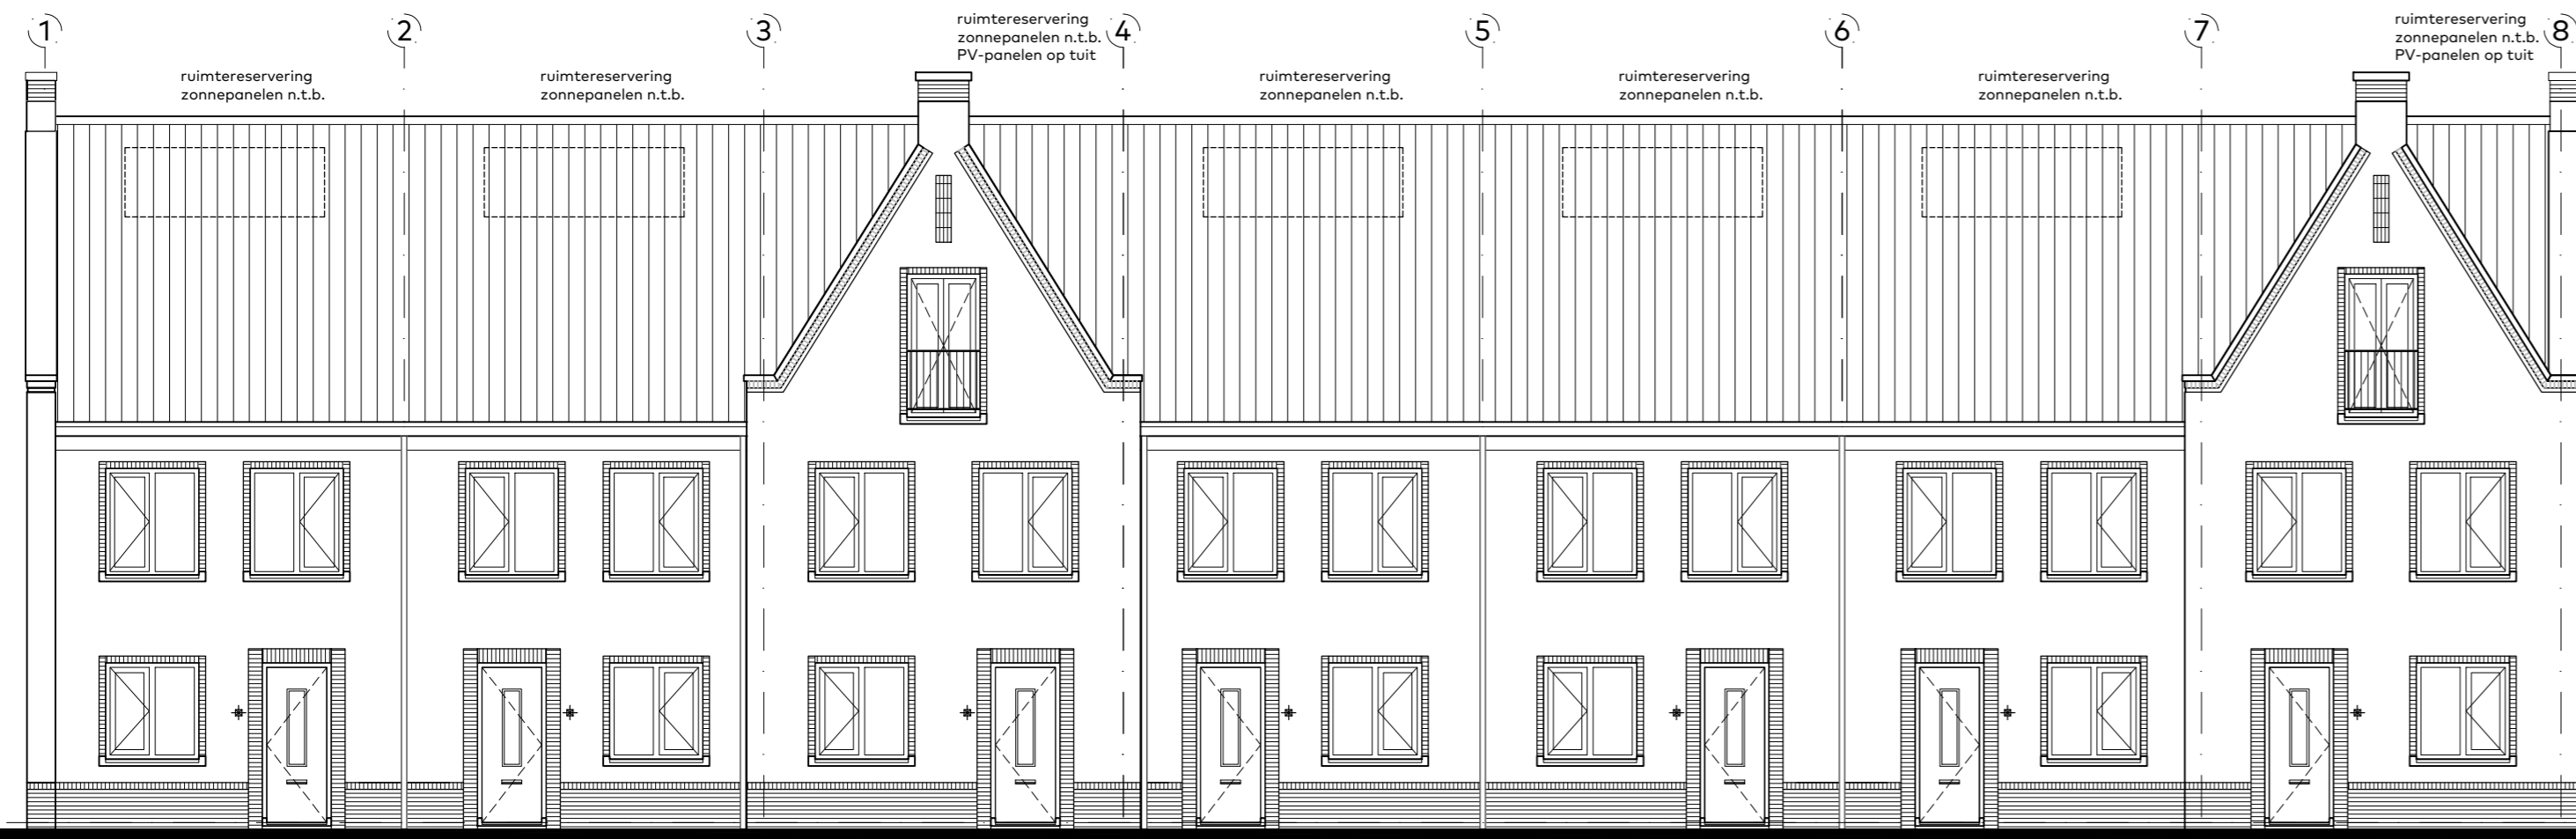 1
2
3
ruimtereservering
zonnepanelen n.t.b.
PV-panelen op tuit
4
5
6
7
ruimtereservering
zonnepanelen n.t.b.
PV-panelen op tuit
8
ruimtereservering
zonnepanelen n.t.b.
ruimtereservering
zonnepanelen n.t.b.
ruimtereservering
zonnepanelen n.t.b.
ruimtereservering
zonnepanelen n.t.b.
ruimtereservering
zonnepanelen n.t.b.